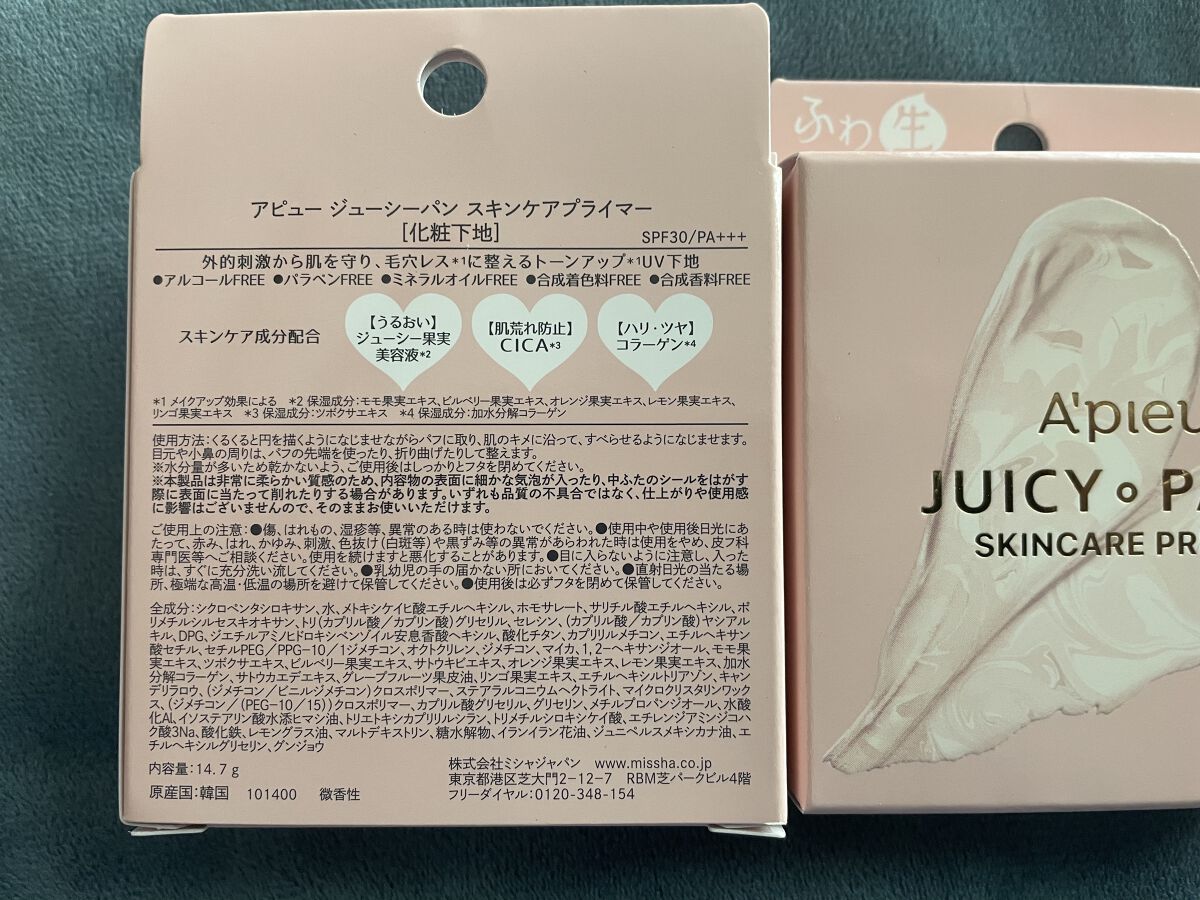 アピュー ジューシーパン スキンケアプライマー
［化粧下地］
SPF30/PA+++
外的刺激から肌を守り、毛穴レス*1に整えるトーンアップ*1UV下地
●アルコールFREE ●パラベンFREE ●ミネラルオイルFREE ●合成着色料FREE ●合成香料FREE
スキンケア成分配合
【うるおい】
ジューシー果実
美容液*2
【肌荒れ防止】
CICA*3
【ハリ・ツヤ】
コラーゲン*4
*1 メイクアップ効果による *2 保湿成分：モモ果実エキス、ビルベリー果実エキス、オレンジ果実エキス、レモン果実エキス、
リンゴ果実エキス *3 保湿成分：ツボクサエキス *4 保湿成分：加水分解コラーゲン
使用方法：くるくると円を描くようになじませながらパフに取り、肌のキメに沿って、すべらせるようになじませます。
目元や小鼻の周りは、パフの先端を使ったり、折り曲げたりして整えます。
※水分量が多いため乾かないよう、ご使用後はしっかりとフタを閉めてください。
※本製品は非常に柔らかい質感のため、内容物の表面に細かな気泡が入ったり、中ふたのシールをはがす
際に表面に当たって削れたりする場合があります。いずれも品質の不具合ではなく、仕上がりや使用感
に影響はございませんので、そのままお使いいただけます。
ご使用上の注意：●傷、はれもの、湿疹等、異常のある時は使わないでください。●使用中や使用後日光にあ
たって、赤み、はれ、かゆみ、刺激、色抜け(白斑等)や黒ずみ等の異常があらわれた時は使用をやめ、皮フ科
専門医等へご相談ください。使用を続けますと悪化することがあります。●目に入らないように注意し、入った
時は、すぐに充分洗い流してください。●乳幼児の手の届かない所においてください。●直射日光の当たる場
所、極端な高温・低温の場所を避けて保管してください。●使用後は必ずフタを閉めて保管してください。
全成分：シクロペンタシロキサン、水、メトキシケイヒ酸エチルヘキシル、ホモサレート、サリチル酸エチルヘキシル、ポ
リメチルシルセスキオキサン、トリ(カプリル酸/カプリン酸)グリセリル、セレシン、(カプリル酸/カプリン酸)ヤシアル
キル、DPG、ジエチルアミノヒドロキシベンゾイル安息香酸ヘキシル、酸化チタン、カプリリルメチコン、エチルヘキサン
酸セチル、セチルPEG/PPG-10/1ジメチコン、オクトクリレン、ジメチコン、マイカ、1,2-ヘキサンジオール、モモ果
実エキス、ツボクサエキス、ビルベリー果実エキス、サトウキビエキス、オレンジ果実エキス、レモン果実エキス、加水
分解コラーゲン、サトウカエデエキス、グレープフルーツ果皮油、リンゴ果実エキス、エチルヘキシルトリアゾン、キャン
デリラロウ、(ジメチコン/ビニルジメチコン)クロスポリマー、ステアラルコニウムヘクトライト、マイクロクリスタリンワック
ス、(ジメチコン/(PEG-10/15))クロスポリマー、カプリル酸グリセリル、グリセリン、メチルプロパンジオール、水酸
化Al、イソステアリン酸水添ヒマシ油、トリエトキシカプリリルシラン、トリメチルシロキシケイ酸、エチレンジアミンジコハ
ク酸3Na、酸化鉄、レモングラス油、マルトデキストリン、糖水解物、イランイラン花油、ジュニペルスメキシカナ油、エ
チルヘキシルグリセリン、グンジョウ
内容量：14.7g
原産国：韓国 101400 微香性
株式会社ミシャジャパン www.missha.co.jp
東京都港区芝大門2-12-7 RBM芝パークビル4階
フリーダイヤル：0120-348-154
ふわ生
A'pieu
JUICY・PA
SKINCARE PR